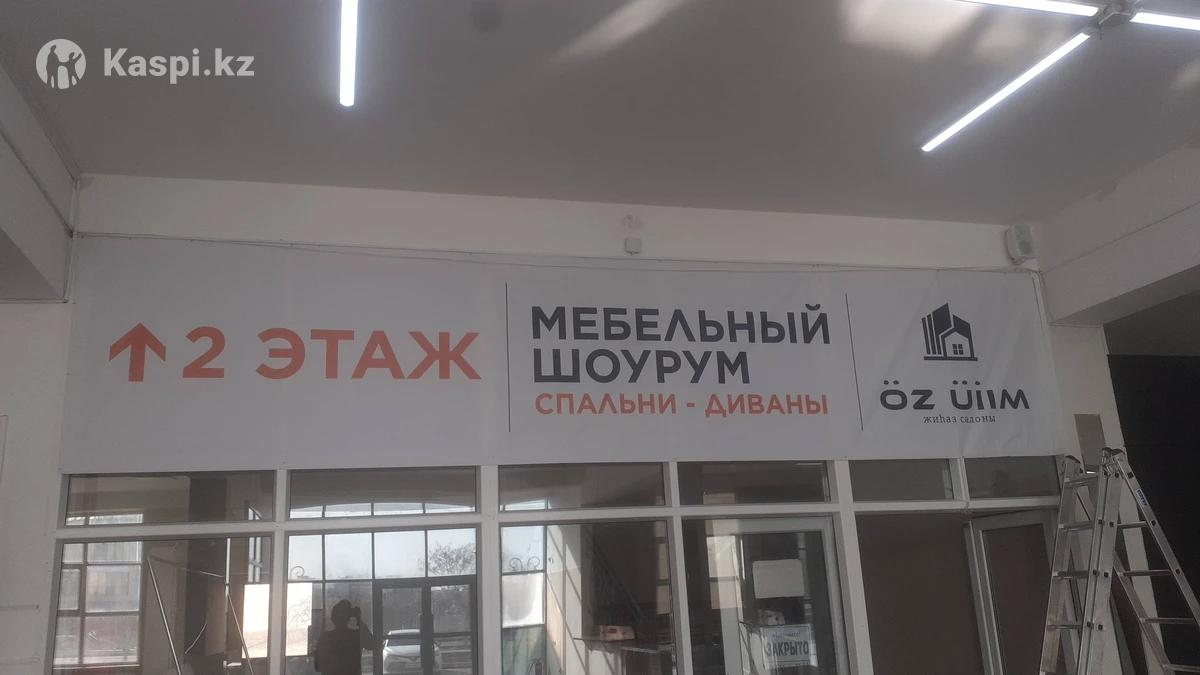 Kaspi.kz
↑ 2 ЭТАЖ
МЕБЕЛЬНЫЙ
ШОУРУМ
СПАЛЬНИ - ДИВАНЫ
ÖZ ÜIIM
жиһаз салоны
ЗАКРЫТО